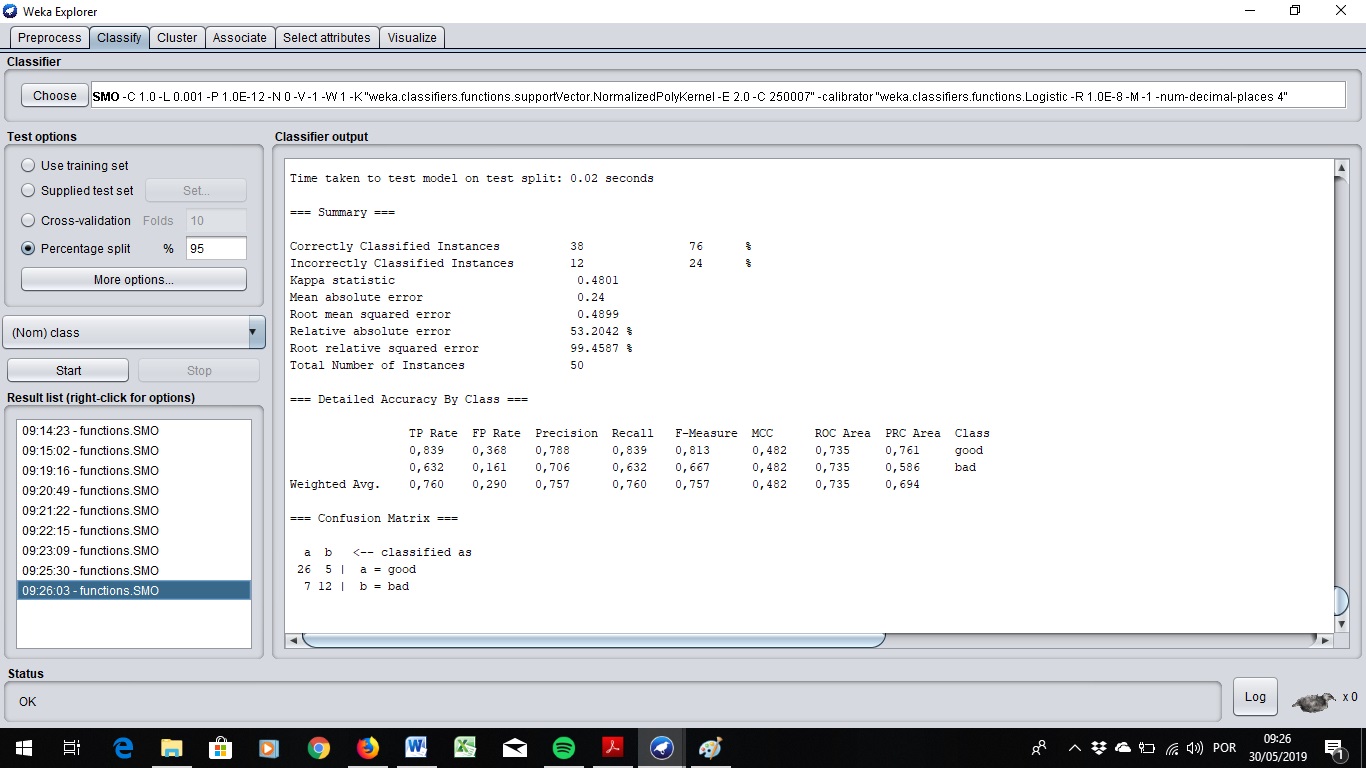 Weka Explorer
Preprocess Classify Cluster Associate Select attributes Visualize
Classifier
Choose SMO -C 1.0 -L 0.001 -P 1.0E-12 -N 0 -V -1 -W 1 -K "weka.classifiers.functions.supportVector.NormalizedPolyKernel -E 2.0 -C 250007" -calibrator "weka.classifiers.functions.Logistic -R 1.0E-8 -M -1 -num-decimal-places 4"
Test options
Use training set
Supplied test set Set...
Cross-validation Folds 10
Percentage split % 95
More options...
(Nom) class
Start Stop
Result list (right-click for options)
09:14:23 - functions.SMO
09:15:02 - functions.SMO
09:19:16 - functions.SMO
09:20:49 - functions.SMO
09:21:22 - functions.SMO
09:22:15 - functions.SMO
09:23:09 - functions.SMO
09:25:30 - functions.SMO
09:26:03 - functions.SMO
Classifier output
Time taken to test model on test split: 0.02 seconds
=== Summary ===
Correctly Classified Instances 38 76 %
Incorrectly Classified Instances 12 24 %
Kappa statistic 0.4801
Mean absolute error 0.24
Root mean squared error 0.4899
Relative absolute error 53.2042 %
Root relative squared error 99.4587 %
Total Number of Instances 50
=== Detailed Accuracy By Class ===
TP Rate FP Rate Precision Recall F-Measure MCC ROC Area PRC Area Class
0,839 0,368 0,788 0,839 0,813 0,482 0,735 0,761 good
0,632 0,161 0,706 0,632 0,667 0,482 0,735 0,586 bad
Weighted Avg. 0,760 0,290 0,757 0,760 0,757 0,482 0,735 0,694
=== Confusion Matrix ===
a b <-- classified as
26 5 | a = good
7 12 | b = bad
Status
OK
Log x 0
POR
09:26
30/05/2019
1